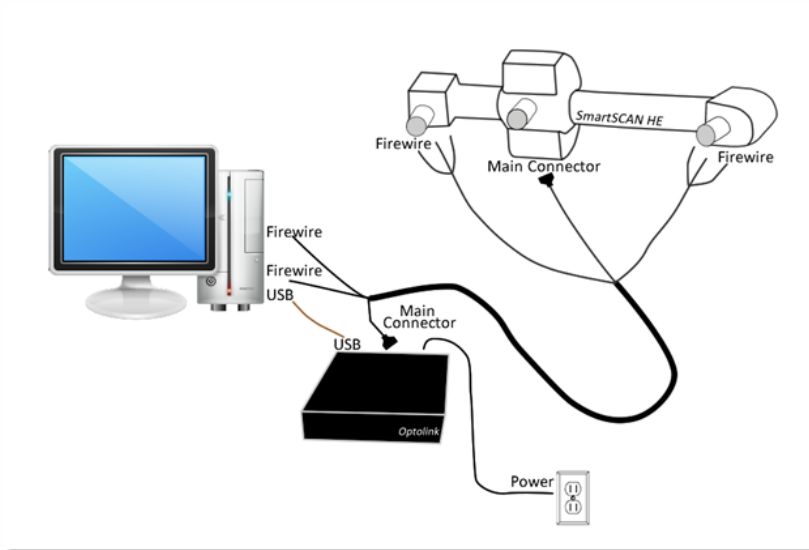 SmartSCAN HE
Firewire
Main Connector
Firewire
Firewire
Firewire
USB
Main
Connector
USB
Optolink
Power